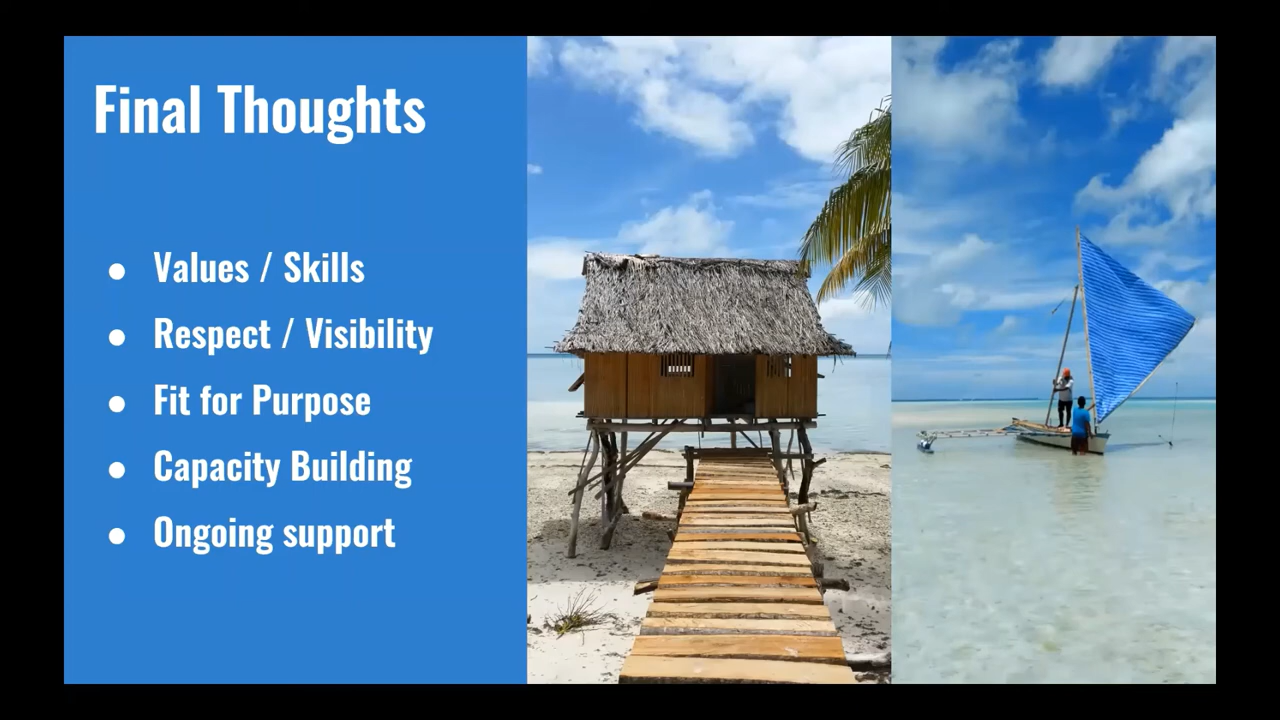 Final Thoughts
● Values / Skills
● Respect / Visibility
● Fit for Purpose
● Capacity Building
● Ongoing support